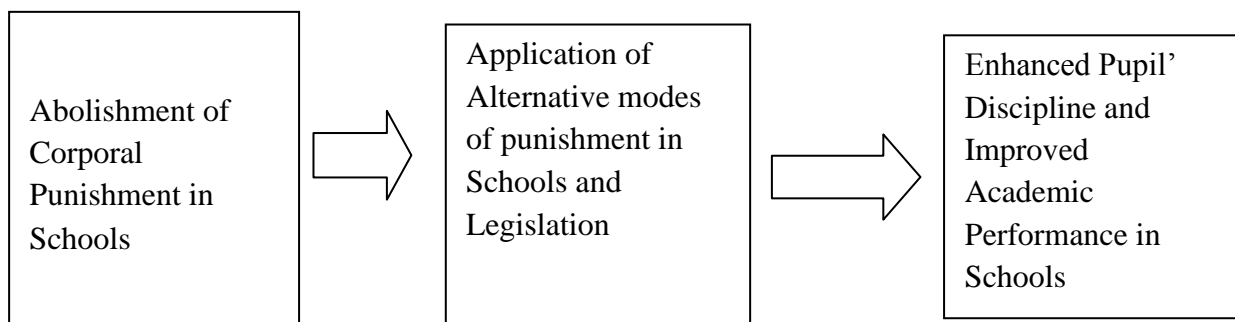 Abolishment of
Corporal
Punishment in
Schools
Application of
Alternative modes
of punishment in
Schools and
Legislation
Enhanced Pupil’
Discipline and
Improved
Academic
Performance in
Schools